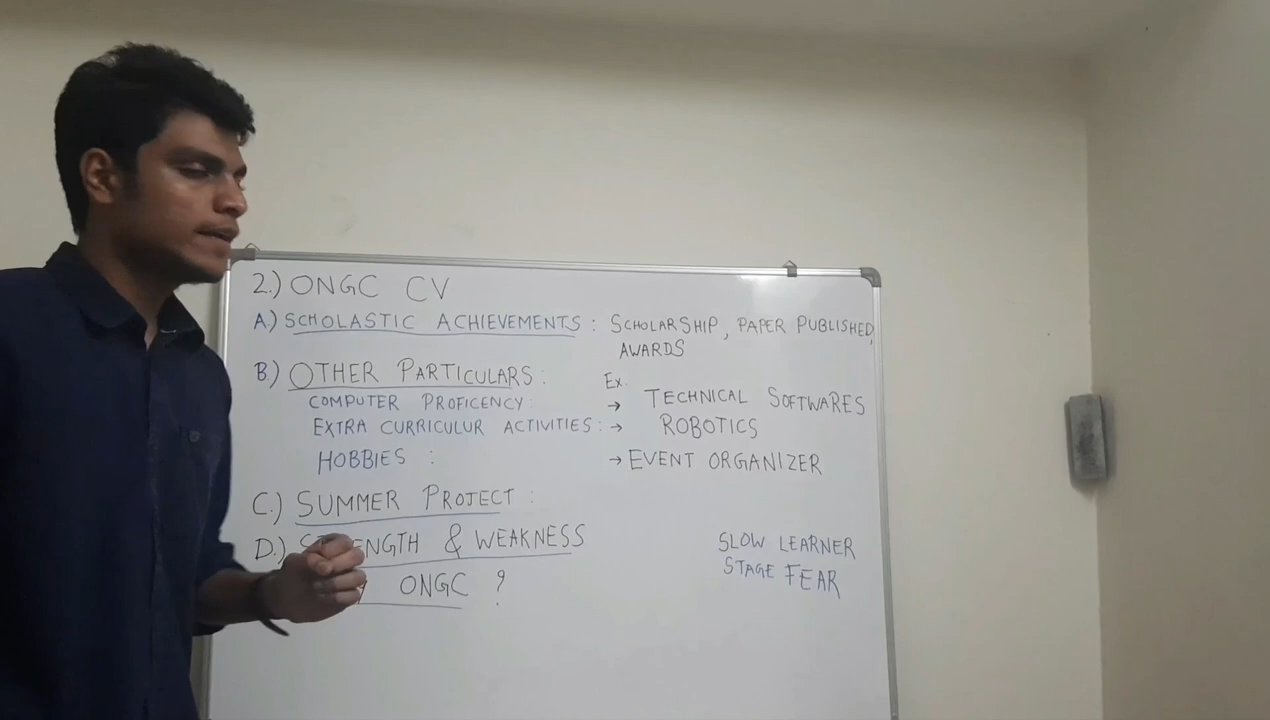 2.) ONGC CV
A.) SCHOLASTIC ACHIEVEMENTS : SCHOLARSHIP, PAPER PUBLISHED,
AWARDS
B.) OTHER PARTICULARS :
Ex.
COMPUTER PROFICENCY: → TECHNICAL SOFTWARES
EXTRA CURRICULUR ACTIVITIES: → ROBOTICS
HOBBIES : → EVENT ORGANIZER
C.) SUMMER PROJECT :
D.) & WEAKNESS
SLOW LEARNER
STAGE FEAR
ONGC ?